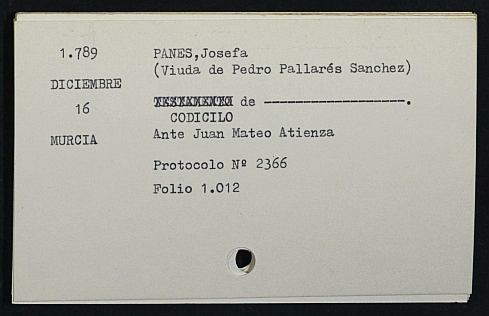 1.789 PANES,Josefa
(Viuda de Pedro Pallarés Sanchez)
DICIEMBRE
16 TESTAMENTO de -------------------.
CODICILO
MURCIA Ante Juan Mateo Atienza
Protocolo Nº 2366
Folio 1.012